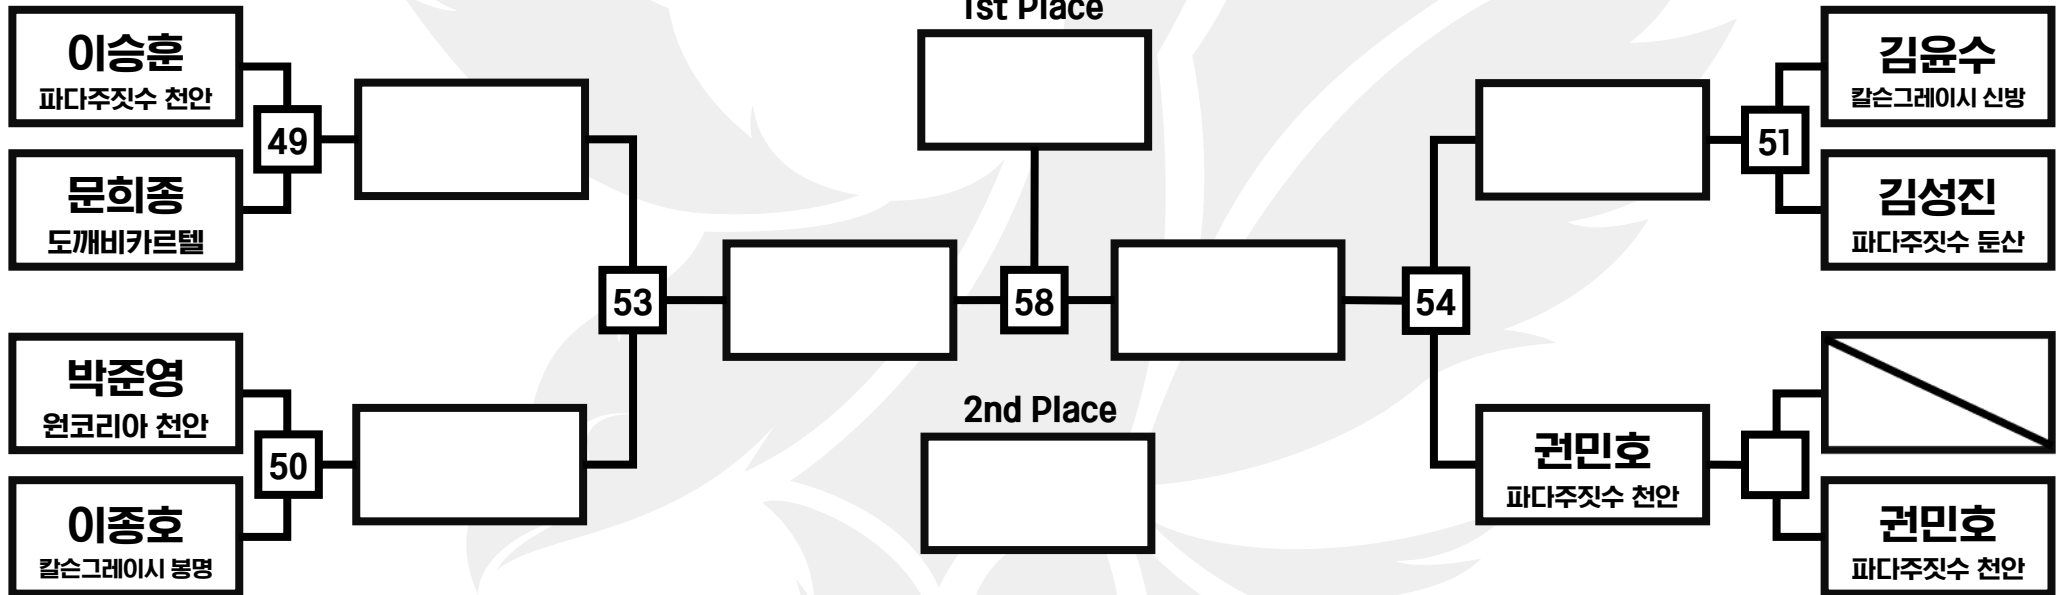 1st Place
이승훈
파다주짓수 천안
49
문희종
도깨비카르텔
53
박준영
원코리아 천안
50
이종호
칼슨그레이시 봉명
58
2nd Place
김윤수
칼슨그레이시 신방
51
김성진
파다주짓수 둔산
54
권민호
파다주짓수 천안
권민호
파다주짓수 천안